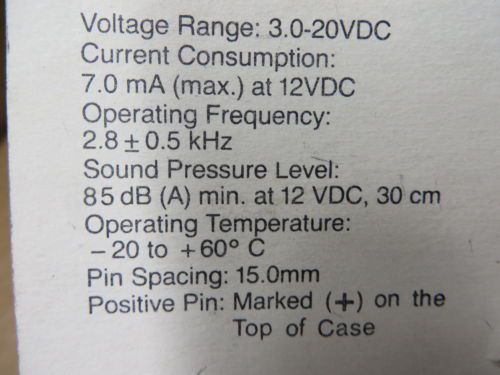 Voltage Range: 3.0-20VDC
Current Consumption:
7.0 mA (max.) at 12VDC
Operating Frequency:
2.8 ± 0.5 kHz
Sound Pressure Level:
85 dB (A) min. at 12 VDC, 30 cm
Operating Temperature:
– 20 to +60° C
Pin Spacing: 15.0mm
Positive Pin: Marked (+) on the
Top of Case